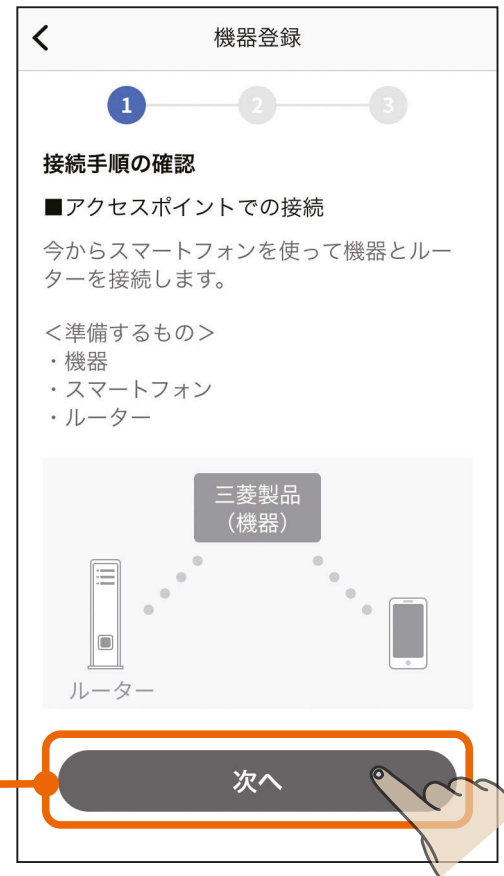 機器登録
1 2 3
接続手順の確認
■アクセスポイントでの接続
今からスマートフォンを使って機器とルー
ターを接続します。
＜準備するもの＞
・機器
・スマートフォン
・ルーター
三菱製品
（機器）
ルーター
次へ